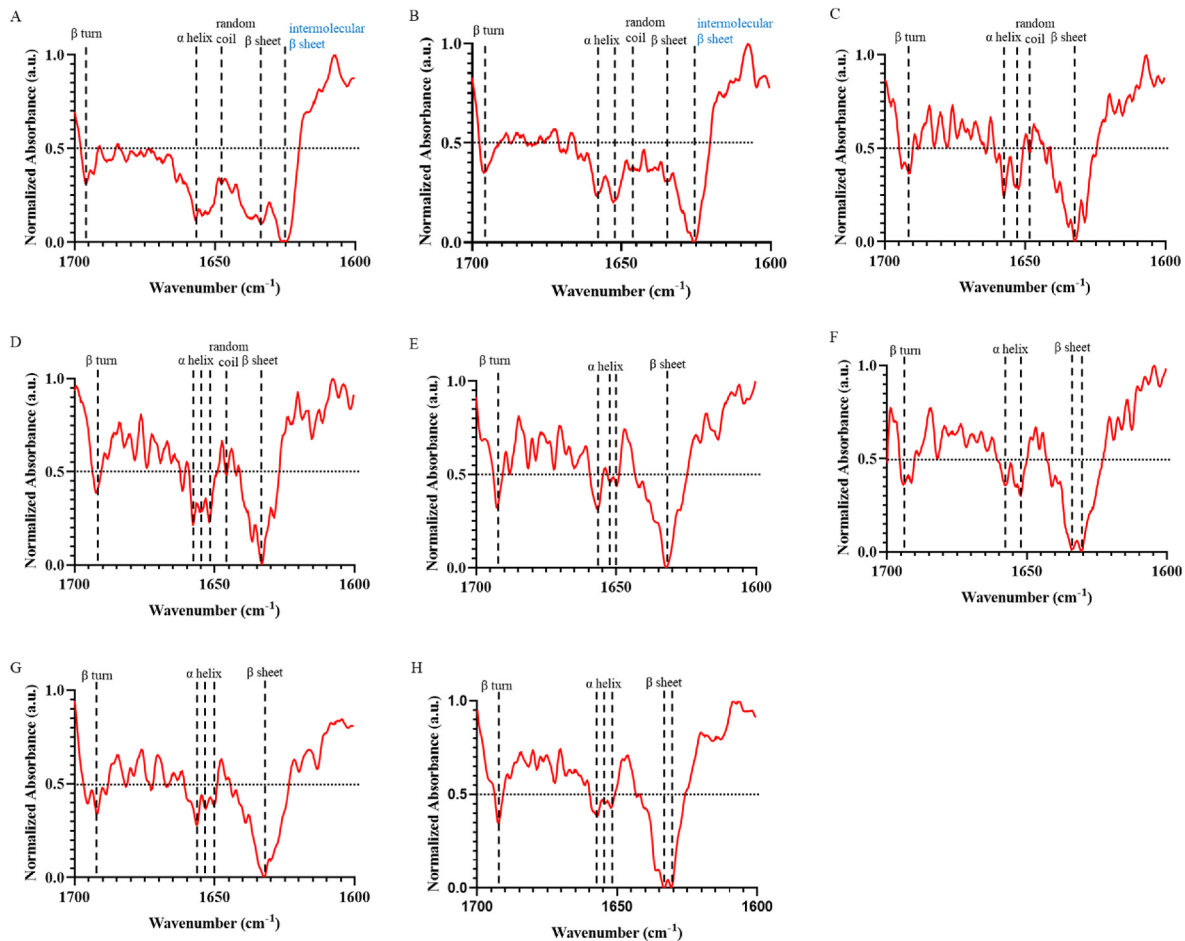 A
β turn
α helix
random
coil
β sheet
intermolecular
β sheet
Normalized Absorbance (a.u.)
1.0
0.5
0.0
1700
1650
1600
Wavenumber (cm-1)
B
β turn
α helix
random
coil
β sheet
intermolecular
β sheet
Normalized Absorbance (a.u.)
1.0
0.5
0.0
1700
1650
1600
Wavenumber (cm-1)
C
β turn
α helix
random
coil
β sheet
Normalized Absorbance (a.u.)
1.0
0.5
0.0
1700
1650
1600
Wavenumber (cm-1)
D
β turn
α helix
random
coil
β sheet
Normalized Absorbance (a.u.)
1.0
0.5
0.0
1700
1650
1600
Wavenumber (cm-1)
E
β turn
α helix
β sheet
Normalized Absorbance (a.u.)
1.0
0.5
0.0
1700
1650
1600
Wavenumber (cm-1)
F
β turn
α helix
β sheet
Normalized Absorbance (a.u.)
1.0
0.5
0.0
1700
1650
1600
Wavenumber (cm-1)
G
β turn
α helix
β sheet
Normalized Absorbance (a.u.)
1.0
0.5
0.0
1700
1650
1600
Wavenumber (cm-1)
H
β turn
α helix
β sheet
Normalized Absorbance (a.u.)
1.0
0.5
0.0
1700
1650
1600
Wavenumber (cm-1)